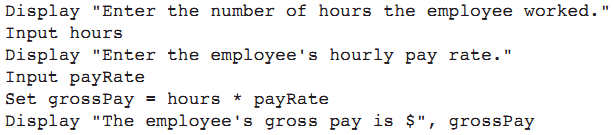 Display "Enter the number of hours the employee worked."
Input hours
Display "Enter the employee's hourly pay rate."
Input payRate
Set grossPay = hours * payRate
Display "The employee's gross pay is $", grossPay